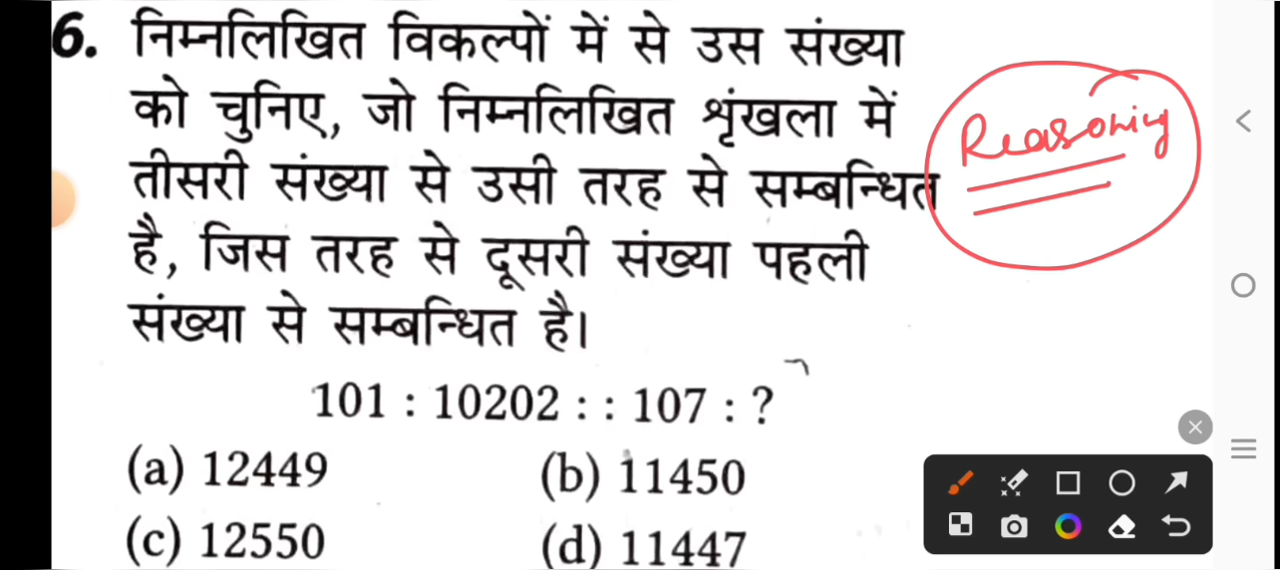 6. निम्नलिखित विकल्पों में से उस संख्या
को चुनिए, जो निम्नलिखित शृंखला में
तीसरी संख्या से उसी तरह से सम्बन्धित
है, जिस तरह से दूसरी संख्या पहली
संख्या से सम्बन्धित है।
101 : 10202 : : 107 : ?
(a) 12449 (b) 11450
(c) 12550 (d) 11447
Reasoning